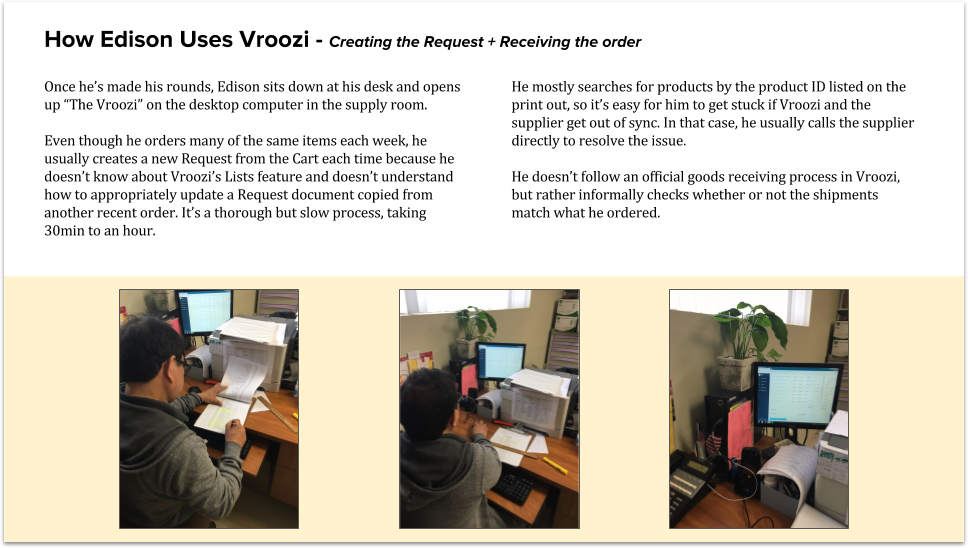 How Edison Uses Vroozi - Creating the Request + Receiving the order
Once he's made his rounds, Edison sits down at his desk and opens
up “The Vroozi” on the desktop computer in the supply room.
Even though he orders many of the same items each week, he
usually creates a new Request from the Cart each time because he
doesn't know about Vroozi's Lists feature and doesn't understand
how to appropriately update a Request document copied from
another recent order. It's a thorough but slow process, taking
30min to an hour.
He mostly searches for products by the product ID listed on the
print out, so it's easy for him to get stuck if Vroozi and the
supplier get out of sync. In that case, he usually calls the supplier
directly to resolve the issue.
He doesn't follow an official goods receiving process in Vroozi,
but rather informally checks whether or not the shipments
match what he ordered.